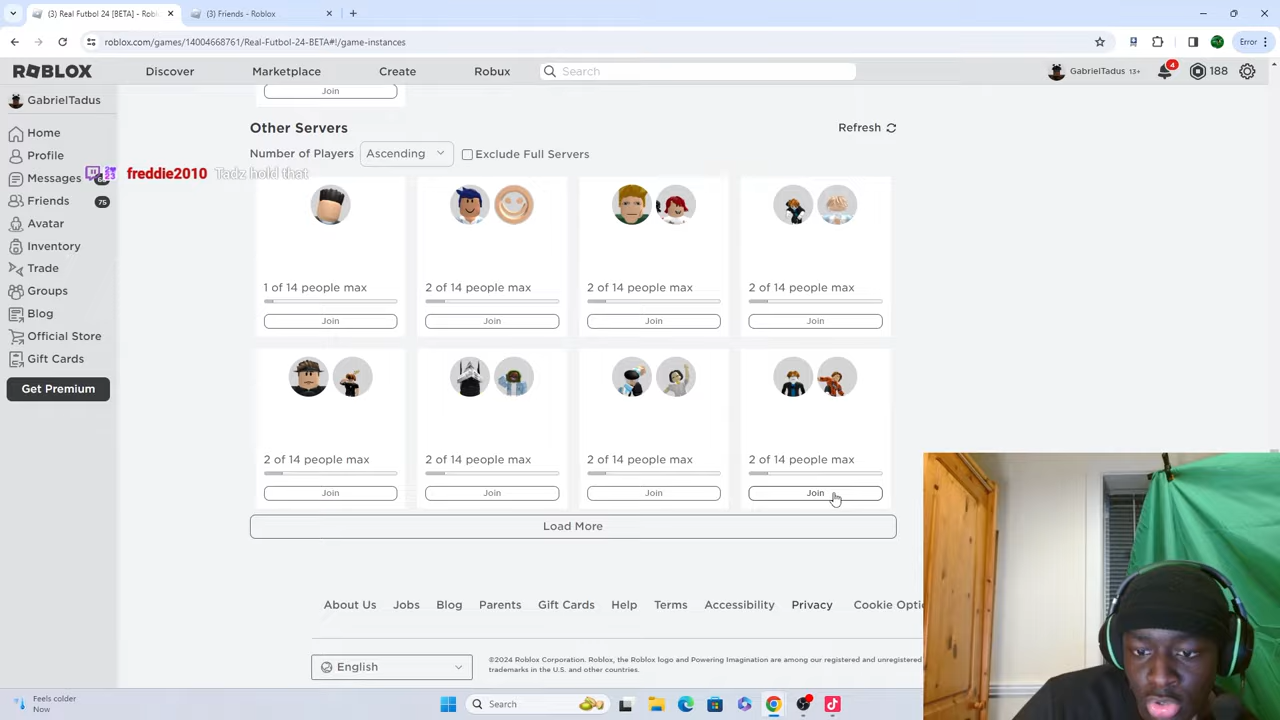 (3) Real Futbol 24 [BETA] - Robl
(3) Friends - Roblox
roblox.com/games/14004668761/Real-Futbol-24-BETA#!/game-instances
Error
ROBLOX
Discover
Marketplace
Create
Robux
Search
GabrielTadus 13+
4
188
GabrielTadus
Home
Profile
Messages
Friends 75
Avatar
Inventory
Trade
Groups
Blog
Official Store
Gift Cards
Get Premium
freddie2010 Tadz hold that
Join
Other Servers
Refresh
Number of Players Ascending Exclude Full Servers
1 of 14 people max
2 of 14 people max
2 of 14 people max
2 of 14 people max
Join
Join
Join
Join
2 of 14 people max
2 of 14 people max
2 of 14 people max
2 of 14 people max
Join
Join
Join
Join
Load More
About Us Jobs Blog Parents Gift Cards Help Terms Accessibility Privacy Cookie Optio
English
©2024 Roblox Corporation. Roblox, the Roblox logo and Powering Imagination are among our registered and unregistered
trademarks in the U.S. and other countries.
Feels colder
Now
Search